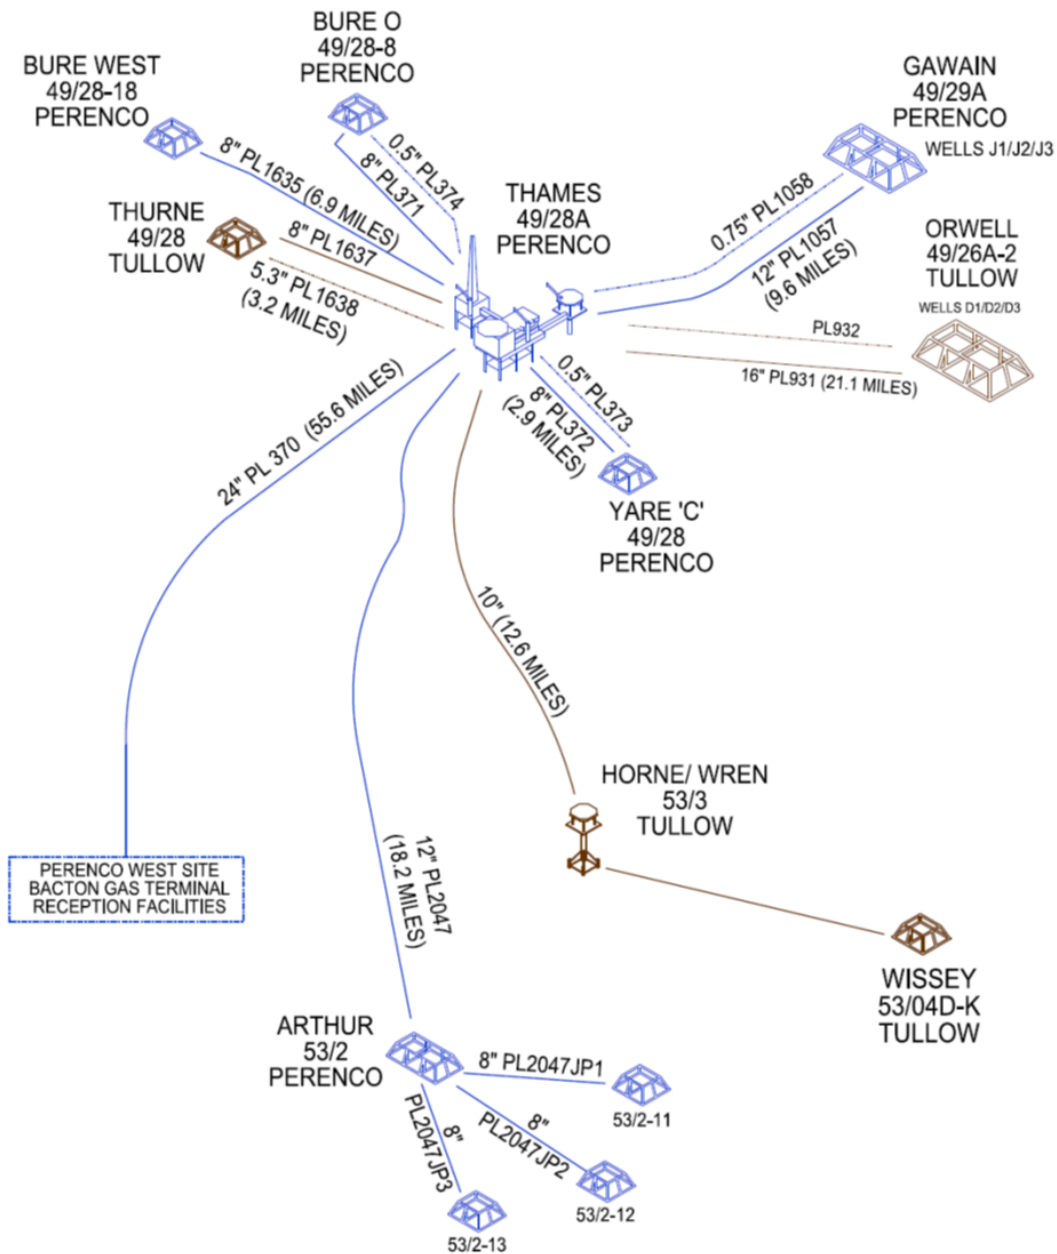 BURE O
49/28-8
PERENCO
BURE WEST
49/28-18
PERENCO
GAWAIN
49/29A
PERENCO
WELLS J1/J2/J3
0.5" PL374
8" PL371
8" PL1635 (6.9 MILES)
THAMES
49/28A
PERENCO
0.75" PL1058
12" PL1057
(9.6 MILES)
THURNE
49/28
TULLOW
8" PL1637
5.3" PL1638
(3.2 MILES)
ORWELL
49/26A-2
TULLOW
WELLS D1/D2/D3
PL932
16" PL931 (21.1 MILES)
0.5" PL373
8" PL372
(2.9 MILES)
24" PL 370 (55.6 MILES)
YARE 'C'
49/28
PERENCO
10" (12.6 MILES)
HORNE/ WREN
53/3
TULLOW
12" PL2047
(18.2 MILES)
PERENCO WEST SITE
BACTON GAS TERMINAL
RECEPTION FACILITIES
WISSEY
53/04D-K
TULLOW
ARTHUR
53/2
PERENCO
8" PL2047JP1
53/2-11
8"
PL2047JP2
53/2-12
8"
PL2047JP3
53/2-13